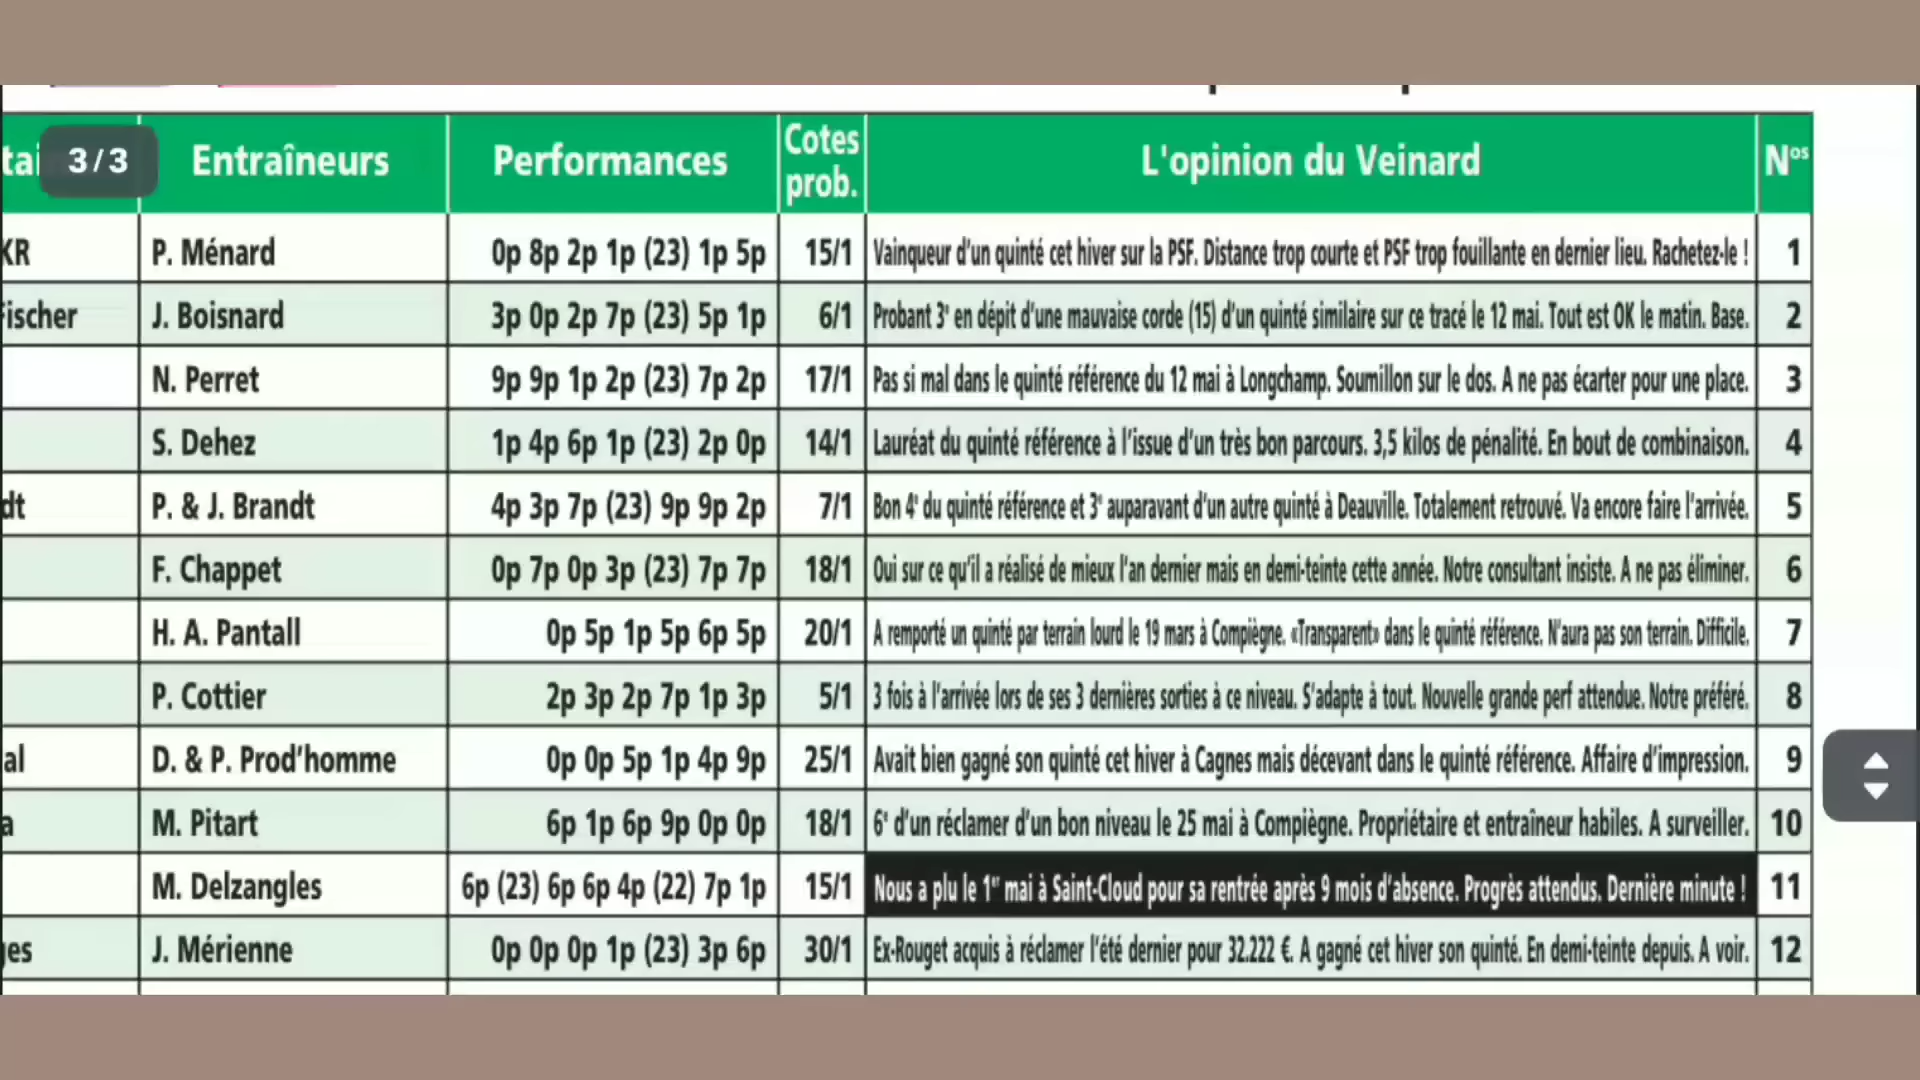 3/3
Entraîneurs Performances Cotes prob. L'opinion du Veinard Nos
KR P. Ménard 0p 8p 2p 1p (23) 1p 5p 15/1 Vainqueur d'un quinté cet hiver sur la PSF. Distance trop courte et PSF trop fouillante en dernier lieu. Rachetez-le ! 1
Fischer J. Boisnard 3p 0p 2p 7p (23) 5p 1p 6/1 Probant 3e en dépit d'une mauvaise corde (15) d'un quinté similaire sur ce tracé le 12 mai. Tout est OK le matin. Base. 2
N. Perret 9p 9p 1p 2p (23) 7p 2p 17/1 Pas si mal dans le quinté référence du 12 mai à Longchamp. Soumillon sur le dos. A ne pas écarter pour une place. 3
S. Dehez 1p 4p 6p 1p (23) 2p 0p 14/1 Lauréat du quinté référence à l'issue d'un très bon parcours. 3,5 kilos de pénalité. En bout de combinaison. 4
dt P. & J. Brandt 4p 3p 7p (23) 9p 9p 2p 7/1 Bon 4e du quinté référence et 3e auparavant d'un autre quinté à Deauville. Totalement retrouvé. Va encore faire l'arrivée. 5
F. Chappet 0p 7p 0p 3p (23) 7p 7p 18/1 Oui sur ce qu'il a réalisé de mieux l'an dernier mais en demi-teinte cette année. Notre consultant insiste. A ne pas éliminer. 6
H. A. Pantall 0p 5p 1p 5p 6p 5p 20/1 A remporté un quinté par terrain lourd le 19 mars à Compiègne. «Transparent» dans le quinté référence. N'aura pas son terrain. Difficile. 7
P. Cottier 2p 3p 2p 7p 1p 3p 5/1 3 fois à l'arrivée lors de ses 3 dernières sorties à ce niveau. S'adapte à tout. Nouvelle grande perf attendue. Notre préféré. 8
al D. & P. Prod'homme 0p 0p 5p 1p 4p 9p 25/1 Avait bien gagné son quinté cet hiver à Cagnes mais décevant dans le quinté référence. Affaire d'impression. 9
a M. Pitart 6p 1p 6p 9p 0p 0p 18/1 6e d'un réclamer d'un bon niveau le 25 mai à Compiègne. Propriétaire et entraîneur habiles. A surveiller. 10
M. Delzangles 6p (23) 6p 6p 4p (22) 7p 1p 15/1 Nous a plu le 1er mai à Saint-Cloud pour sa rentrée après 9 mois d'absence. Progrès attendus. Dernière minute ! 11
ges J. Mérienne 0p 0p 0p 1p (23) 3p 6p 30/1 Ex-Rouget acquis à réclamer l'été dernier pour 32.222 €. A gagné cet hiver son quinté. En demi-teinte depuis. A voir. 12